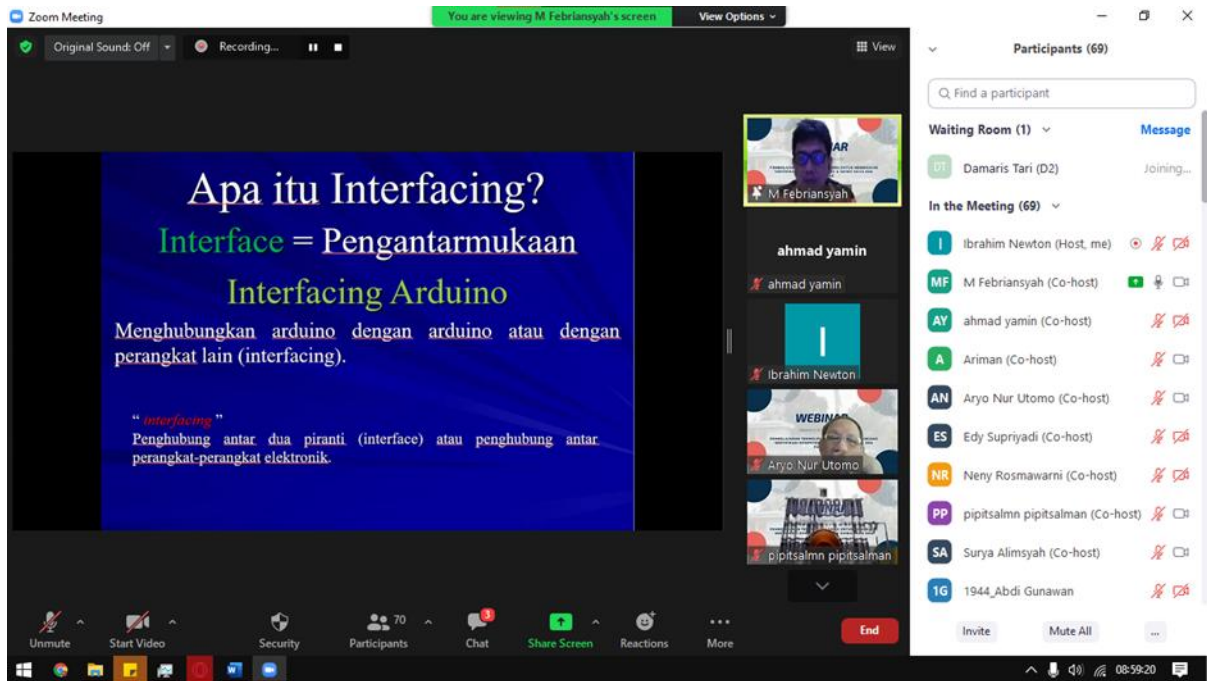 Zoom Meeting
You are viewing M Febriansyah's screen
View Options
Original Sound: Off
Recording...
View
Apa itu Interfacing?
Interface = Pengantarmukaan
Interfacing Arduino
Menghubungkan arduino dengan arduino atau dengan
perangkat lain (interfacing).
“ interfacing ”
Penghubung antar dua piranti (interface) atau penghubung antar
perangkat-perangkat elektronik.
M Febriansyah
ahmad yamin
ahmad yamin
I
Ibrahim Newton
WEBINAR
Aryo Nur Utomo
pipitsalmn pipitsalman
Participants (69)
Find a participant
Waiting Room (1)
Message
DT
Damaris Tari (D2)
Joining...
In the Meeting (69)
I
Ibrahim Newton (Host, me)
MF
M Febriansyah (Co-host)
AY
ahmad yamin (Co-host)
A
Ariman (Co-host)
AN
Aryo Nur Utomo (Co-host)
ES
Edy Supriyadi (Co-host)
NR
Neny Rosmawarni (Co-host)
PP
pipitsalmn pipitsalman (Co-host)
SA
Surya Alimsyah (Co-host)
1G
1944_Abdi Gunawan
Invite
Mute All
...
Unmute
Start Video
Security
70
Participants
3
Chat
Share Screen
Reactions
More
End
08:59:20